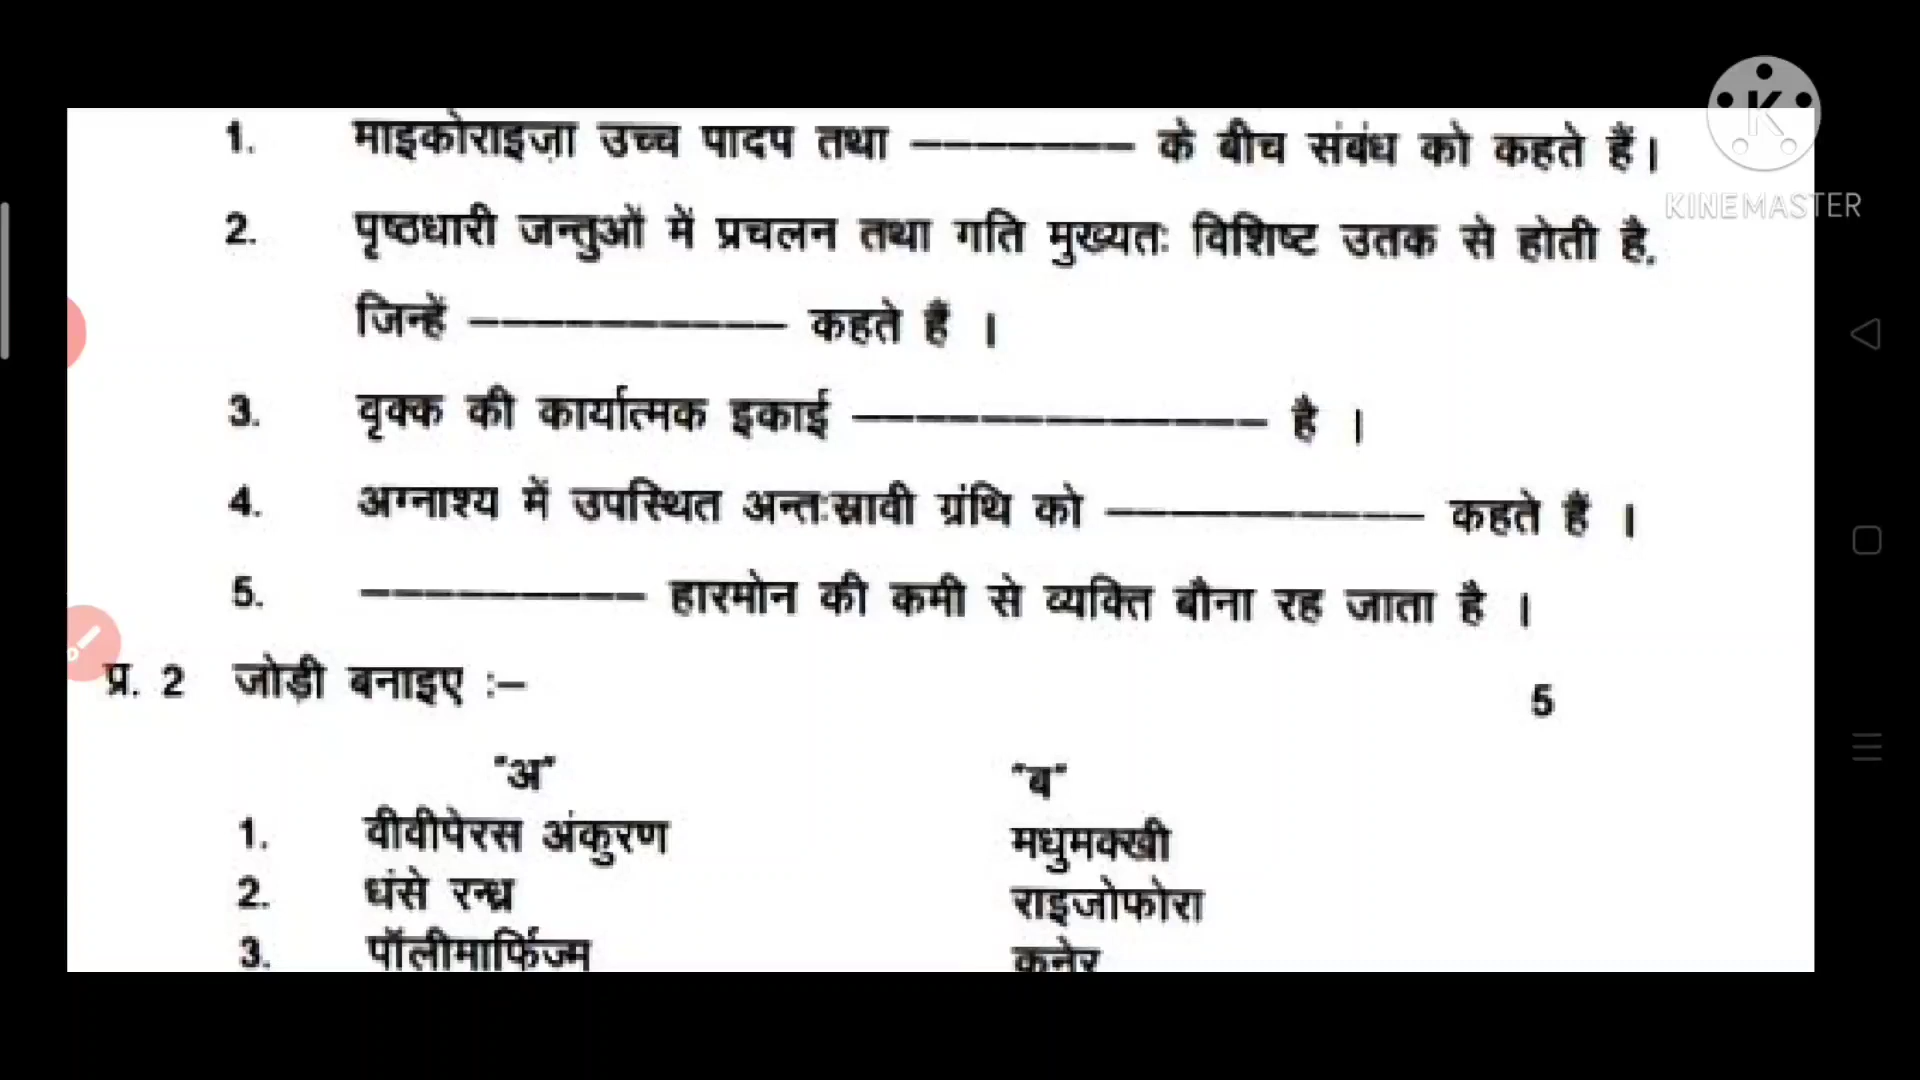 1. माइकोराइज़ा उच्च पादप तथा ——————— के बीच संबंध को कहते हैं।
K
KINEMASTER
2. पृष्ठधारी जन्तुओं में प्रचलन तथा गति मुख्यतः विशिष्ट उतक से होती है,
जिन्हें —————————— कहते हैं ।
3. वृक्क की कार्यात्मक इकाई ————————————— है ।
4. अग्नाश्य में उपस्थित अन्तःस्रावी ग्रंथि को —————————— कहते हैं ।
5. ————————— हारमोन की कमी से व्यक्ति बौना रह जाता है ।
प्र. 2 जोड़ी बनाइए :— 5
"अ" "ब"
1. वीवीपेरस अंकुरण मधुमक्खी
2. धंसे रन्ध्र राइजोफोरा
3. पॉलीमार्फिज्म कनेर